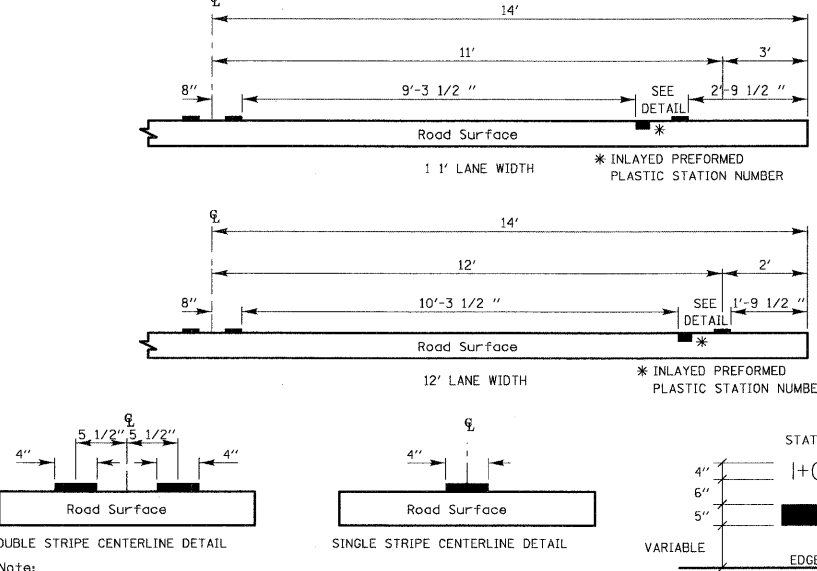 ℄
14'
11'
3'
8"
9'-3 1/2 "
SEE
DETAIL
2'-9 1/2 "
Road Surface
*
1 1' LANE WIDTH
* INLAYED PREFORMED
PLASTIC STATION NUMBER
℄
14'
12'
2'
8"
10'-3 1/2 "
SEE
DETAIL
1'-9 1/2 "
Road Surface
*
12' LANE WIDTH
* INLAYED PREFORMED
PLASTIC STATION NUMBE
℄
5 1/2" 5 1/2"
4"
4"
Road Surface
OUBLE STRIPE CENTERLINE DETAIL
℄
4"
Road Surface
SINGLE STRIPE CENTERLINE DETAIL
STAT
4"
6"
5"
VARIABLE
EDGE
Note: